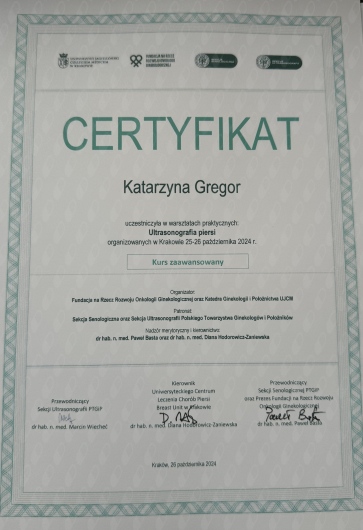 CERTYFIKAT
Katarzyna Gregor
uczestniczyła w warsztatach praktycznych:
Ultrasonografia piersi
organizowanych w Krakowie 25-26 października 2024 r.
Kurs zaawansowany
Organizator:
Fundacja na Rzecz Rozwoju Onkologii Ginekologicznej oraz Katedra Ginekologii i Położnictwa UJCM
Patronat:
Sekcja Senologiczna oraz Sekcja Ultrasonografii Polskiego Towarzystwa Ginekologów i Położników
Nadzór merytoryczny i kierownictwo:
dr hab. n. med. Paweł Basta oraz dr hab. n. med. Diana Hodorowicz-Zaniewska
Przewodniczący
Sekcji Ultrasonografii PTGiP
dr hab. n. med. Marcin Wiecheć
Kierownik
Uniwersyteckiego Centrum
Leczenia Chorób Piersi
Breast Unit w Krakowie
dr hab. n. med. Diana Hodorowicz-Zaniewska
Przewodniczący
Sekcji Senologicznej PTGiP
oraz Prezes Fundacji na Rzecz Rozwoju
Onkologii Ginekologicznej
dr hab. n. med. Paweł Basta
Kraków, 26 października 2024